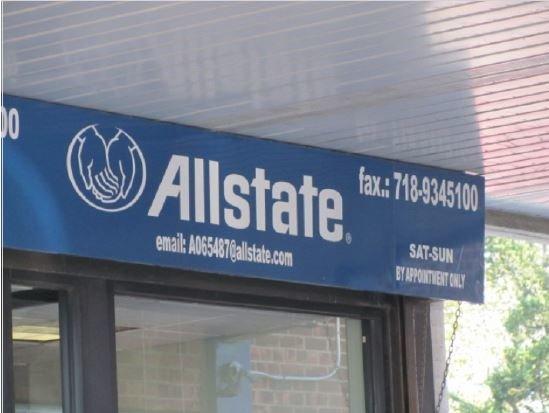 00
Allstate®
fax.: 718-9345100
email: A065487@allstate.com
SAT-SUN
BY APPOINTMENT ONLY